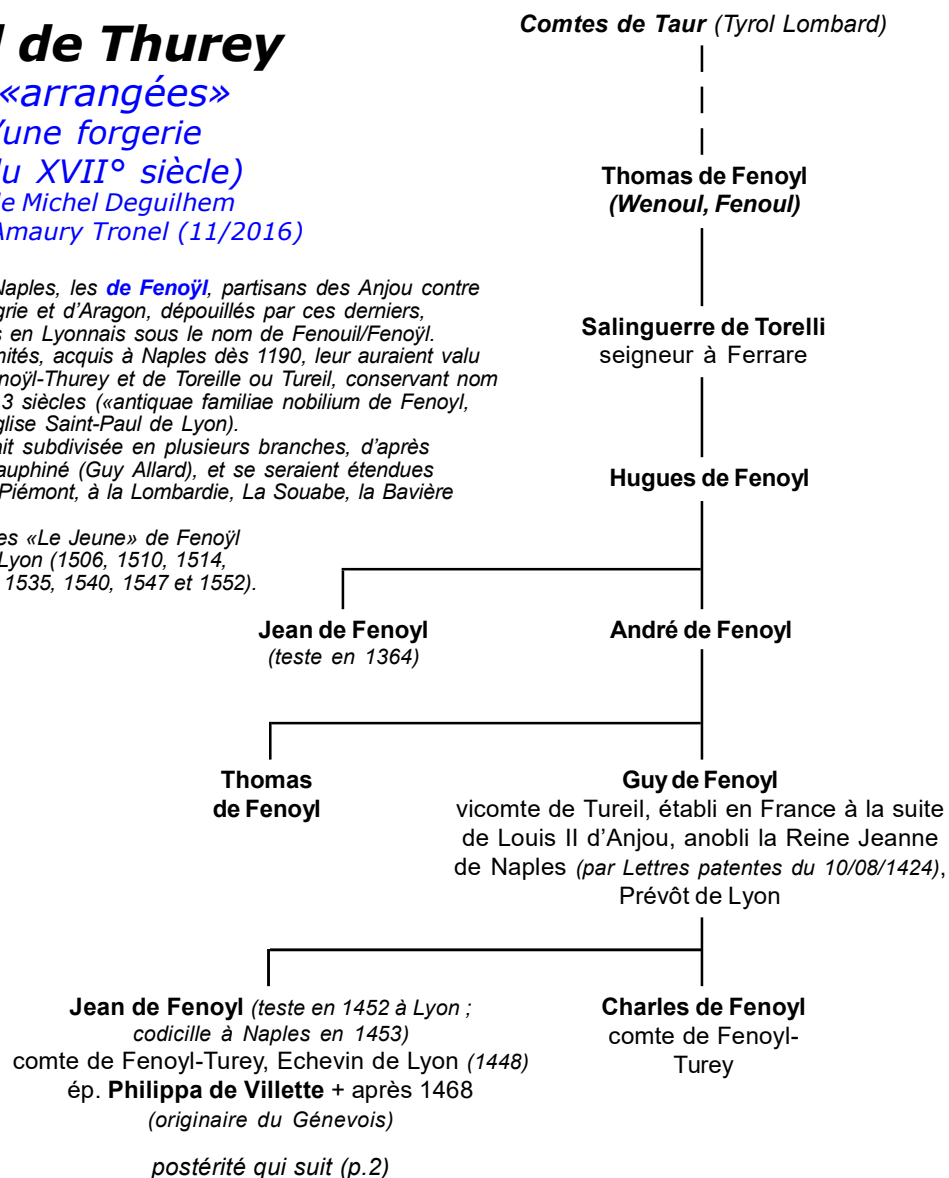 de Thurey
«arrangées»
une forgerie
XVII° siècle)
Michel Deguilhem
Amaury Tronel (11/2016)
Naples, les de Fenoÿl, partisans des Anjou contre
et d'Aragon, dépouillés par ces derniers,
en Lyonnais sous le nom de Fenouil/Fenoÿl.
acquis à Naples dès 1190, leur auraient valu
et de Toreille ou Tureil, conservant nom
3 siècles («antiquae familiae nobilium de Fenoyl,
Saint-Paul de Lyon).
subdivisée en plusieurs branches, d'après
(Guy Allard), et se seraient étendues
Piémont, à la Lombardie, La Souabe, la Bavière
«Le Jeune» de Fenoÿl
Lyon (1506, 1510, 1514,
1535, 1540, 1547 et 1552).
Comtes de Taur (Tyrol Lombard)
Thomas de Fenoyl
(Wenoul, Fenoul)
Salinguerre de Torelli
seigneur à Ferrare
Hugues de Fenoyl
Jean de Fenoyl
(teste en 1364)
André de Fenoyl
Thomas
de Fenoyl
Guy de Fenoyl
vicomte de Tureil, établi en France à la suite
de Louis II d'Anjou, anobli la Reine Jeanne
de Naples (par Lettres patentes du 10/08/1424),
Prévôt de Lyon
Jean de Fenoyl (teste en 1452 à Lyon ;
codicille à Naples en 1453)
comte de Fenoyl-Turey, Echevin de Lyon (1448)
ép. Philippa de Villette + après 1468
(originaire du Génevois)
postérité qui suit (p.2)
Charles de Fenoyl
comte de Fenoyl-
Turey